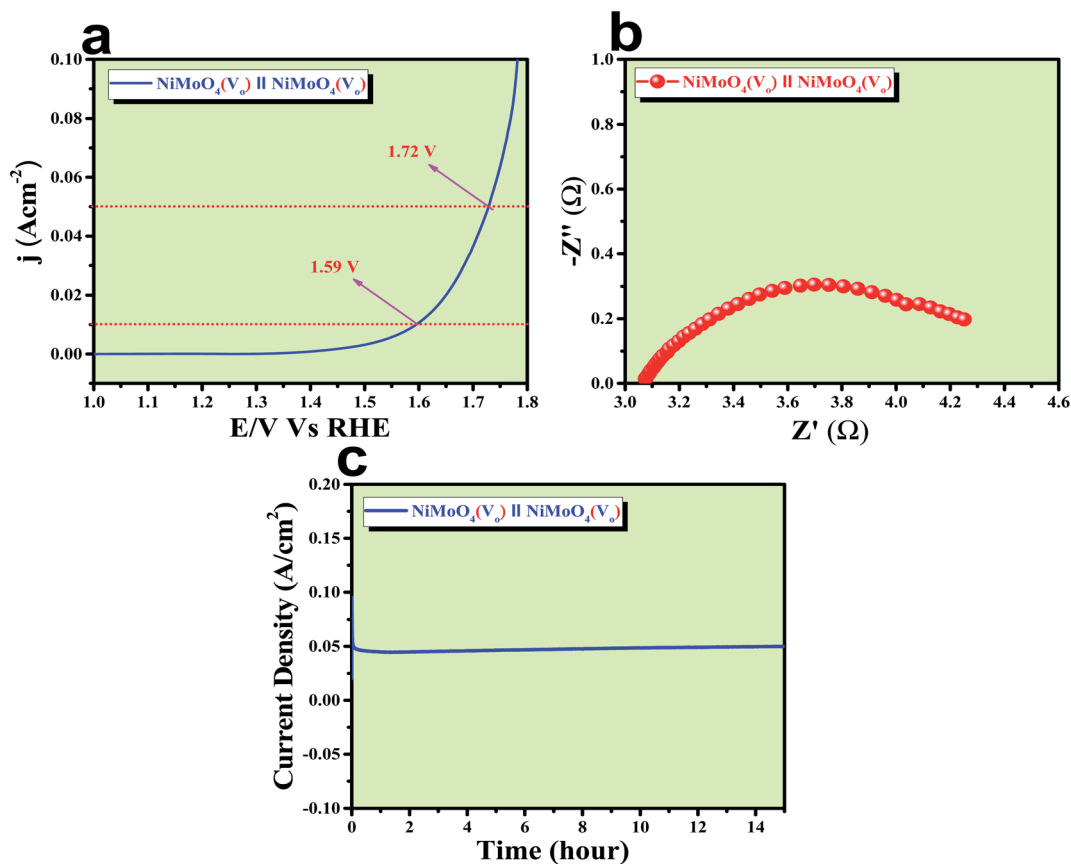 a
NiMoO₄(Vₒ) II NiMoO₄(Vₒ)
1.72 V
1.59 V
0.10
0.08
0.06
0.04
0.02
0.00
j (Acm⁻²)
1.0 1.1 1.2 1.3 1.4 1.5 1.6 1.7 1.8
E/V Vs RHE
b
NiMoO₄(Vₒ) II NiMoO₄(Vₒ)
1.0
0.8
0.6
0.4
0.2
0.0
-Z'' (Ω)
3.0 3.2 3.4 3.6 3.8 4.0 4.2 4.4 4.6
Z' (Ω)
c
NiMoO₄(Vₒ) II NiMoO₄(Vₒ)
0.20
0.15
0.10
0.05
0.00
-0.05
-0.10
Current Density (A/cm²)
0 2 4 6 8 10 12 14
Time (hour)